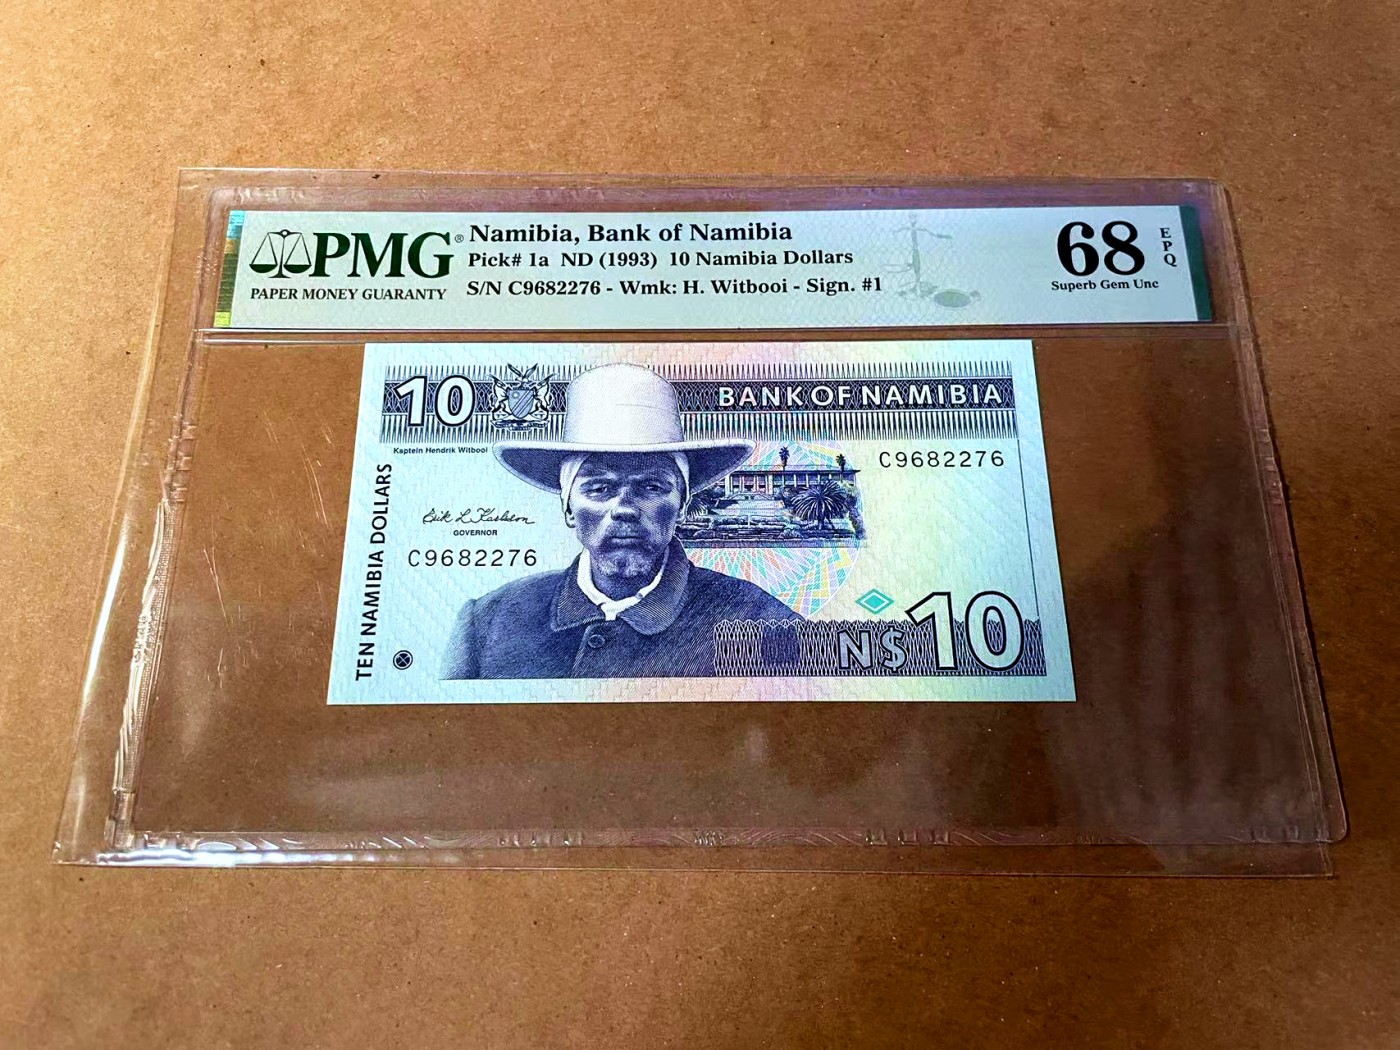 PMG®
PAPER MONEY GUARANTY
Namibia, Bank of Namibia
Pick# 1a ND (1993) 10 Namibia Dollars
S/N C9682276 - Wmk: H. Witbooi - Sign. #1
68
EPQ
Superb Gem Unc
10
BANK OF NAMIBIA
Kaptein Hendrik Witbooi
C9682276
TEN NAMIBIA DOLLARS
Erik L Karlsson
GOVERNOR
C9682276
N$10